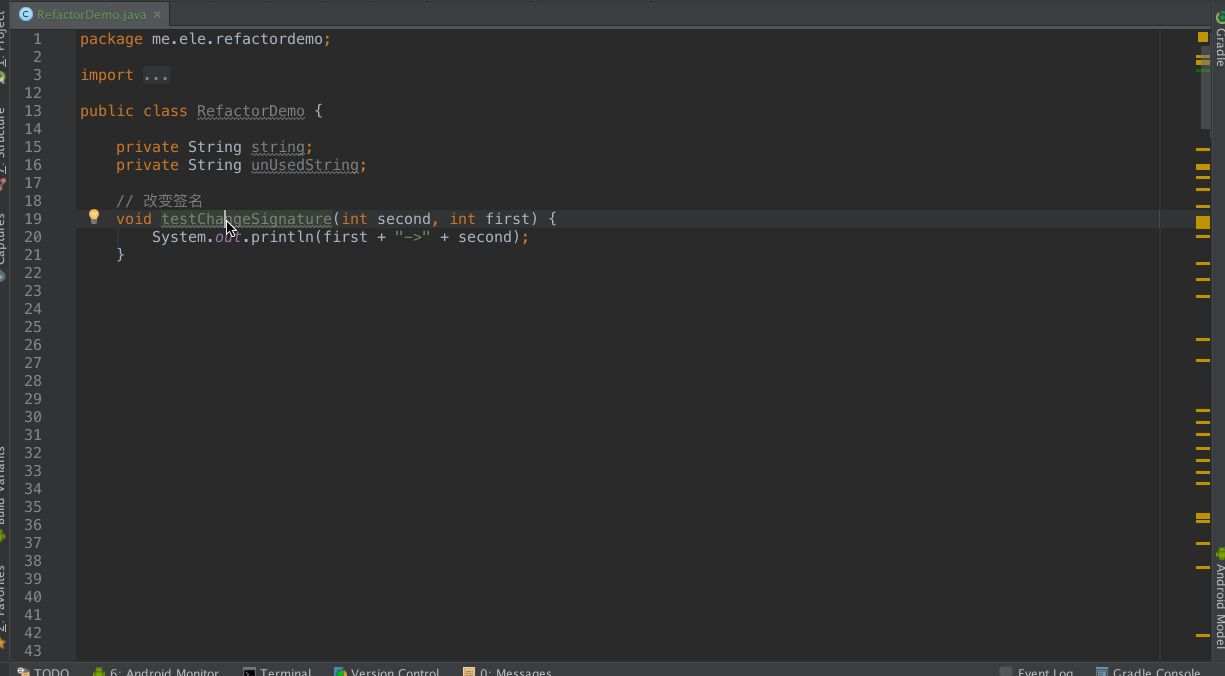 RefactorDemo.java
1 package me.ele.refactordemo;
2
3 import ...
12
13 public class RefactorDemo {
14
15 private String string;
16 private String unUsedString;
17
18 // 改变签名
19 void testChangeSignature(int second, int first) {
20 System.out.println(first + "->" + second);
21 }
22
23
24
25
26
27
28
29
30
31
32
33
34
35
36
37
38
39
40
41
42
43
Z: Structure
Captures
Build Variants
2: Favorites
Gradle
Android Model
TODO
6: Android Monitor
Terminal
Version Control
0: Messages
Event Log
Gradle Console